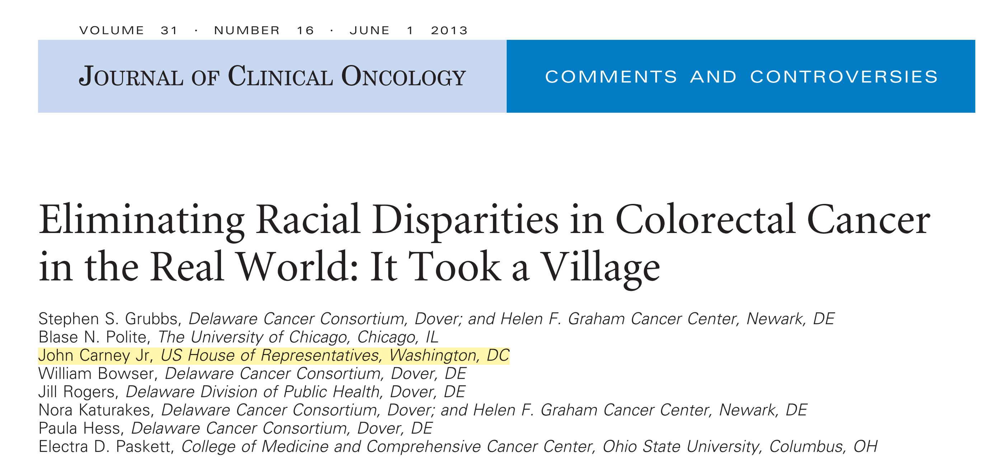 VOLUME 31 · NUMBER 16 · JUNE 1 2013
JOURNAL OF CLINICAL ONCOLOGY
COMMENTS AND CONTROVERSIES
Eliminating Racial Disparities in Colorectal Cancer
in the Real World: It Took a Village
Stephen S. Grubbs, Delaware Cancer Consortium, Dover; and Helen F. Graham Cancer Center, Newark, DE
Blase N. Polite, The University of Chicago, Chicago, IL
John Carney Jr, US House of Representatives, Washington, DC
William Bowser, Delaware Cancer Consortium, Dover, DE
Jill Rogers, Delaware Division of Public Health, Dover, DE
Nora Katurakes, Delaware Cancer Consortium, Dover; and Helen F. Graham Cancer Center, Newark, DE
Paula Hess, Delaware Cancer Consortium, Dover, DE
Electra D. Paskett, College of Medicine and Comprehensive Cancer Center, Ohio State University, Columbus, OH